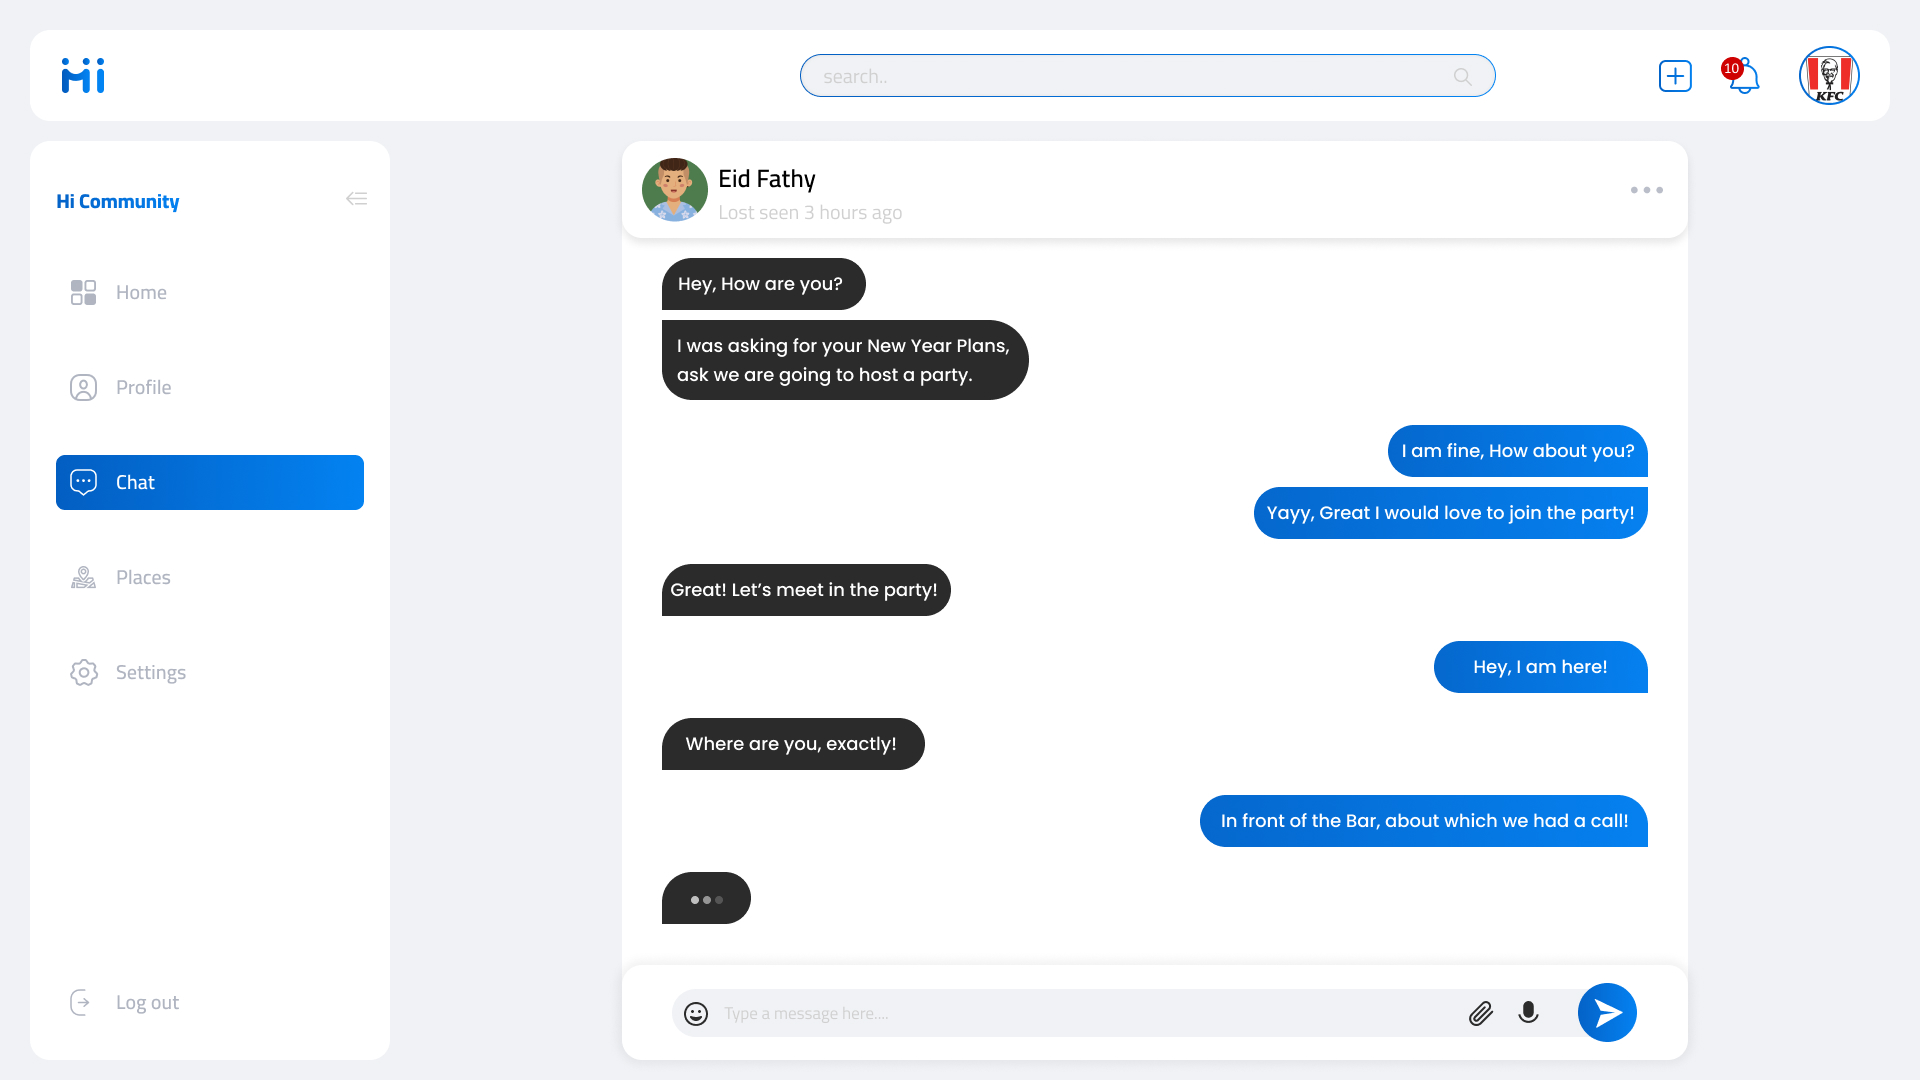 Hi
search..
10
KFC
Hi Community
Home
Profile
Chat
Places
Settings
Log out
Eid Fathy
Lost seen 3 hours ago
Hey, How are you?
I was asking for your New Year Plans,
ask we are going to host a party.
I am fine, How about you?
Yayy, Great I would love to join the party!
Great! Let’s meet in the party!
Hey, I am here!
Where are you, exactly!
In front of the Bar, about which we had a call!
Type a message here....